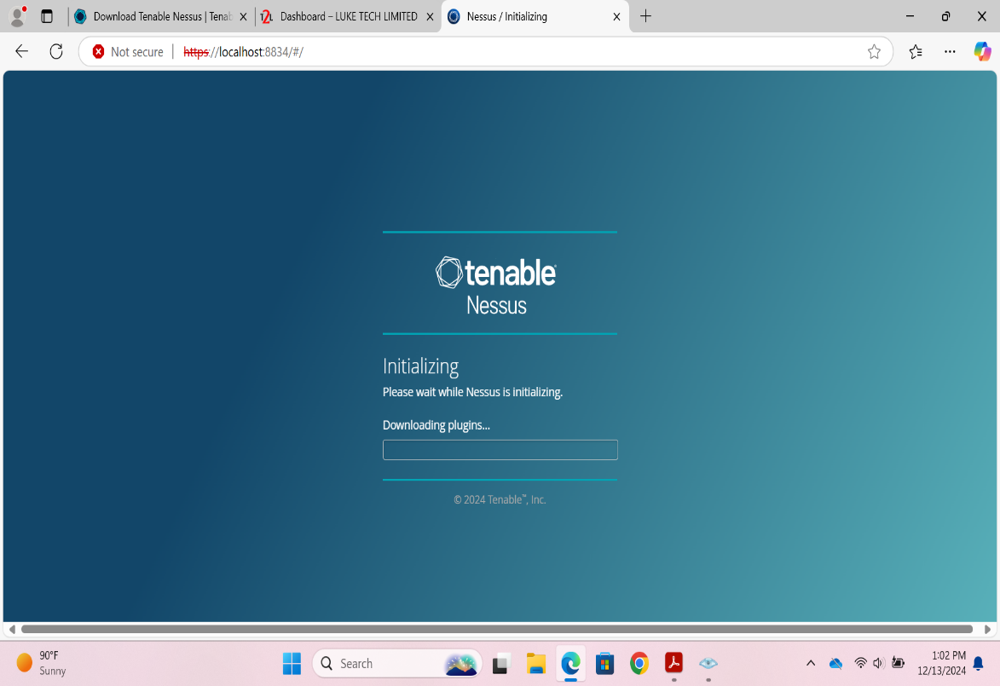 Download Tenable Nessus | Tenab
Dashboard – LUKE TECH LIMITED
Nessus / Initializing
Not secure
https://localhost:8834/#/
tenable
Nessus
Initializing
Please wait while Nessus is initializing.
Downloading plugins...
© 2024 Tenable™, Inc.
90°F
Sunny
Search
1:02 PM
12/13/2024